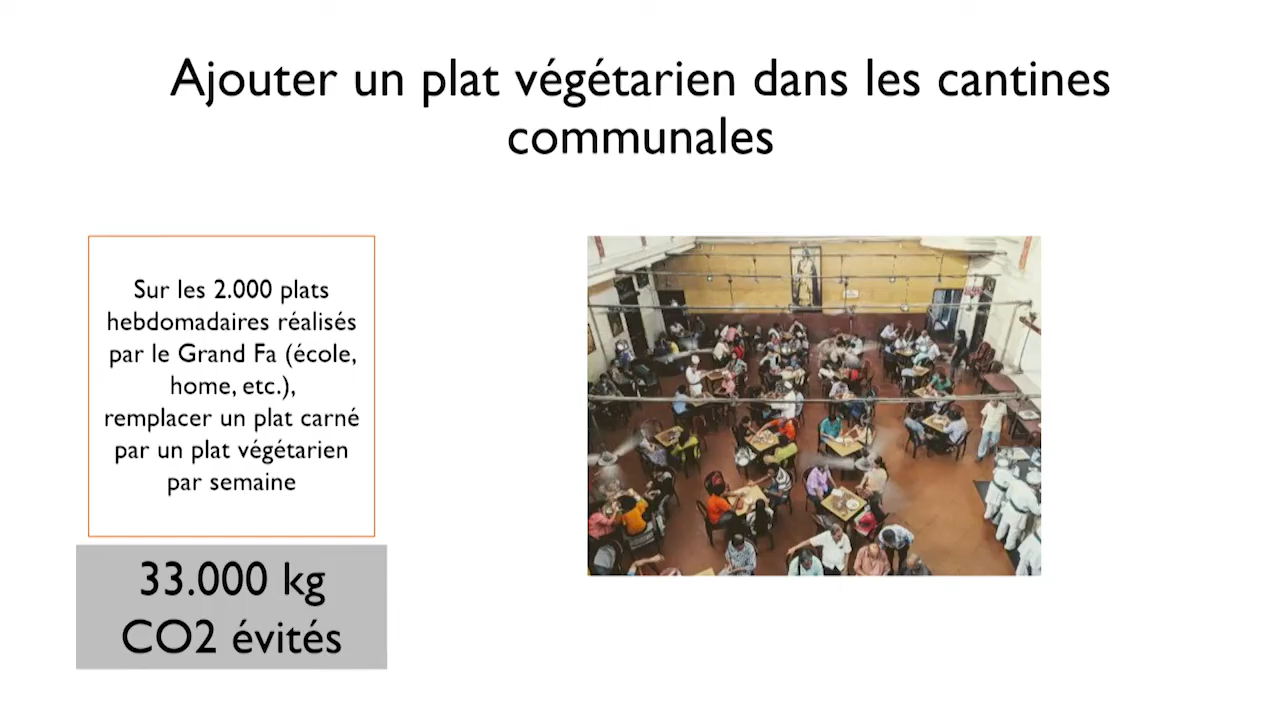 Ajouter un plat végétarien dans les cantines
communales
Sur les 2.000 plats
hebdomadaires réalisés
par le Grand Fa (école,
home, etc.),
remplacer un plat carné
par un plat végétarien
par semaine
33.000 kg
CO2 évités